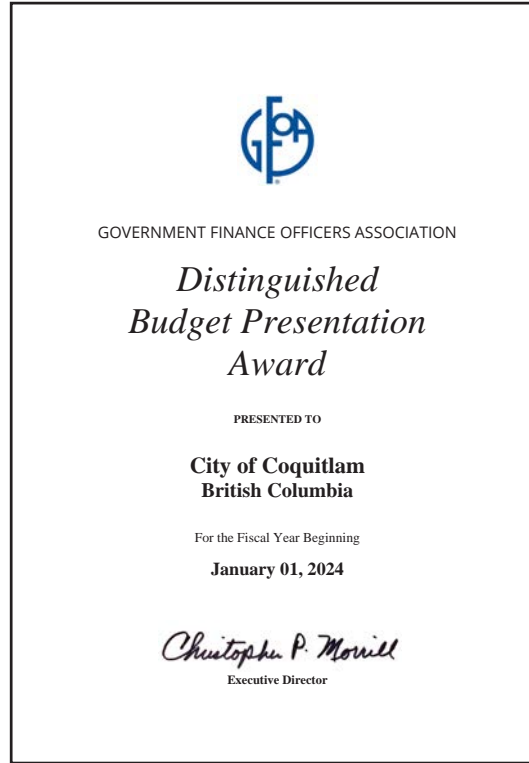 GFOA
GOVERNMENT FINANCE OFFICERS ASSOCIATION
Distinguished
Budget Presentation
Award
PRESENTED TO
City of Coquitlam
British Columbia
For the Fiscal Year Beginning
January 01, 2024
Christopher P. Morrill
Executive Director